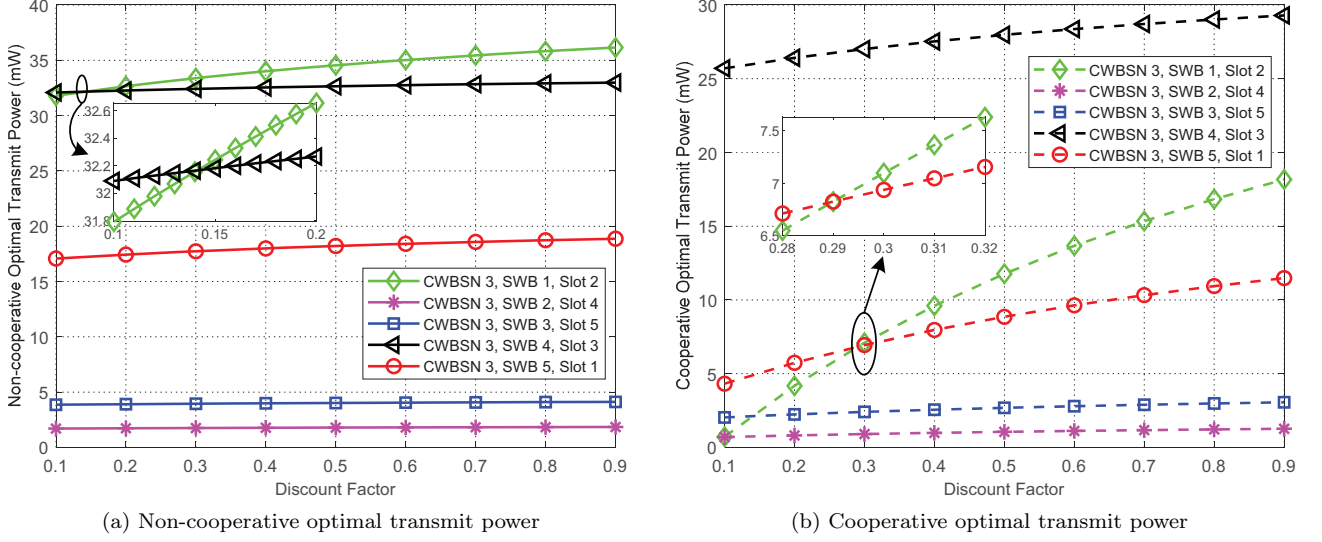 Non-cooperative Optimal Transmit Power (mW)
40
35
30
25
20
15
10
5
0
32.6
32.4
32.2
32
31.8
0.1
0.15
0.2
CWBSN 3, SWB 1, Slot 2
CWBSN 3, SWB 2, Slot 4
CWBSN 3, SWB 3, Slot 5
CWBSN 3, SWB 4, Slot 3
CWBSN 3, SWB 5, Slot 1
0.1 0.2 0.3 0.4 0.5 0.6 0.7 0.8 0.9
Discount Factor
(a) Non-cooperative optimal transmit power
Cooperative Optimal Transmit Power (mW)
30
25
20
15
10
5
0
CWBSN 3, SWB 1, Slot 2
CWBSN 3, SWB 2, Slot 4
CWBSN 3, SWB 3, Slot 5
CWBSN 3, SWB 4, Slot 3
CWBSN 3, SWB 5, Slot 1
7.5
7
6.5
0.28 0.29 0.3 0.31 0.32
0.1 0.2 0.3 0.4 0.5 0.6 0.7 0.8 0.9
Discount Factor
(b) Cooperative optimal transmit power